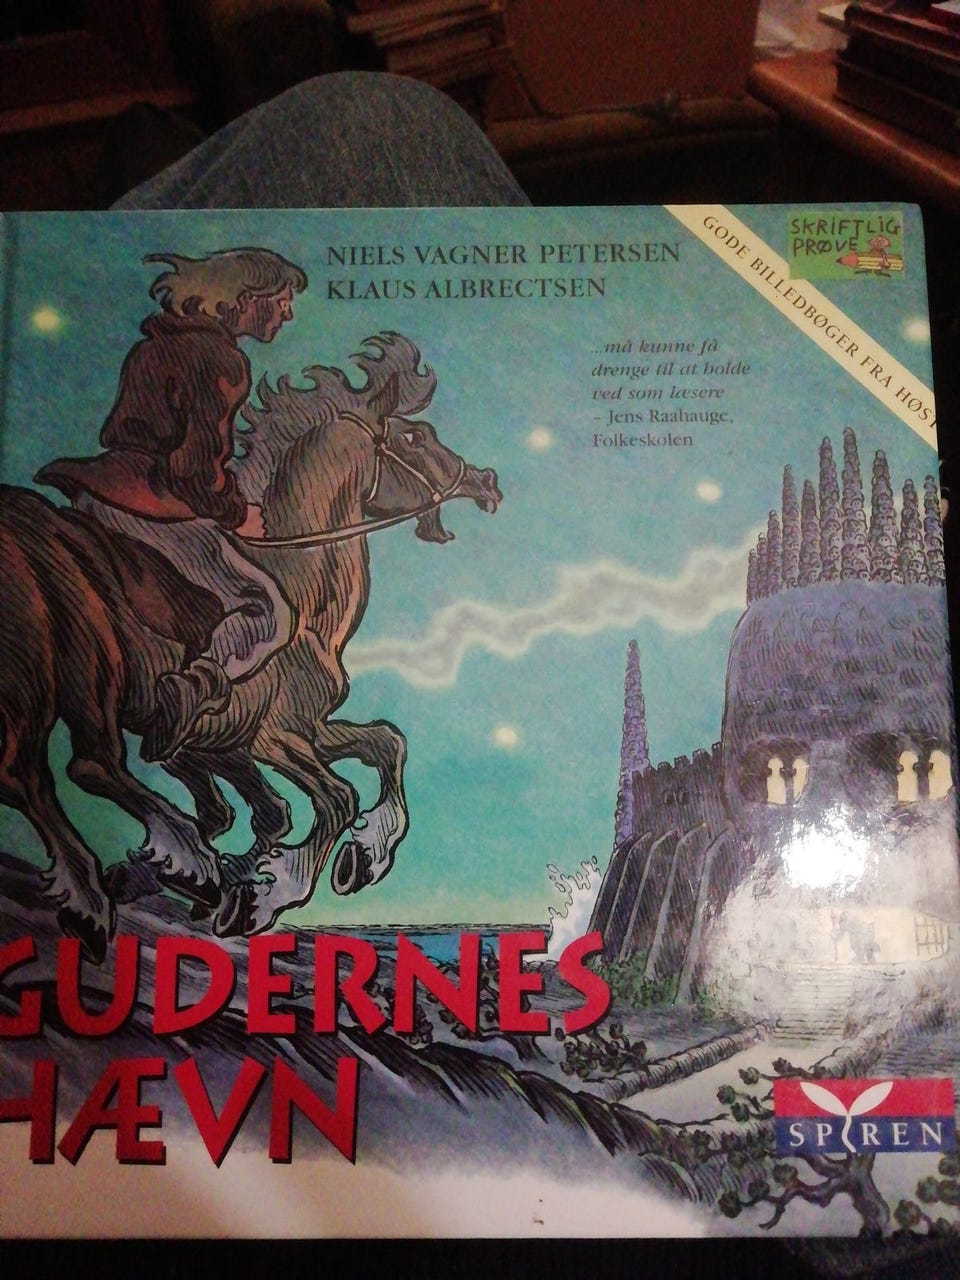 NIELS VAGNER PETERSEN
KLAUS ALBRECTSEN
GODE BILLEDBØGER FRA HØST
SKRIFTLIG
PRØVE
...må kunne få
drenge til at holde
ved som læsere
– Jens Raahauge,
Folkeskolen
GUDERNES
HÆVN
SPIREN